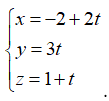 x = −2 + 2t
y = 3t
z = 1 + t
.